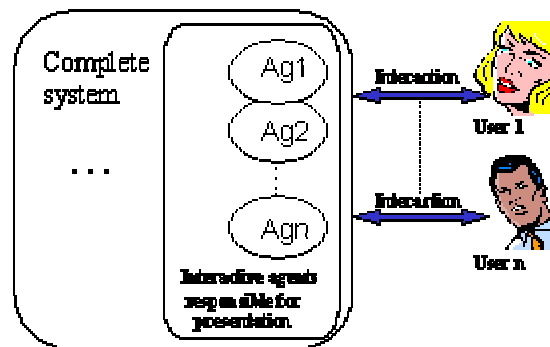 Complete
system
. . .
Ag1
Ag2
Agn
Interactive agents
responsible for
presentation
Interaction
User 1
Interaction
User n